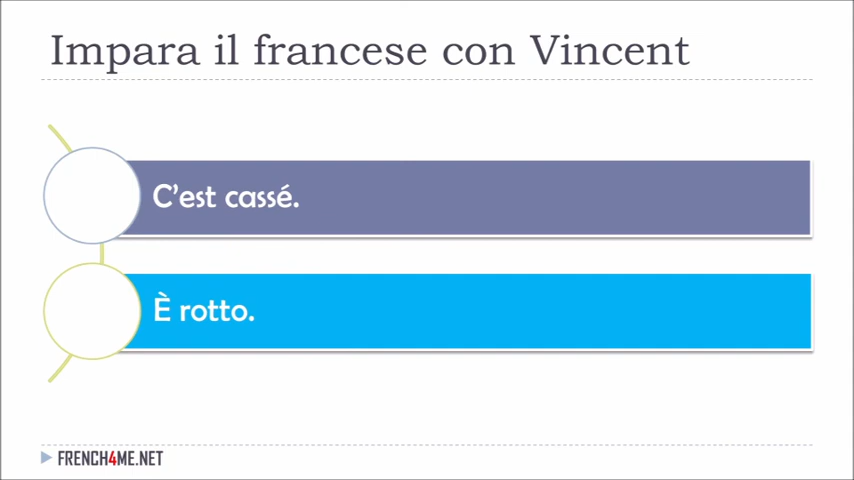 Impara il francese con Vincent
C'est cassé.
È rotto.
FRENCH4ME.NET